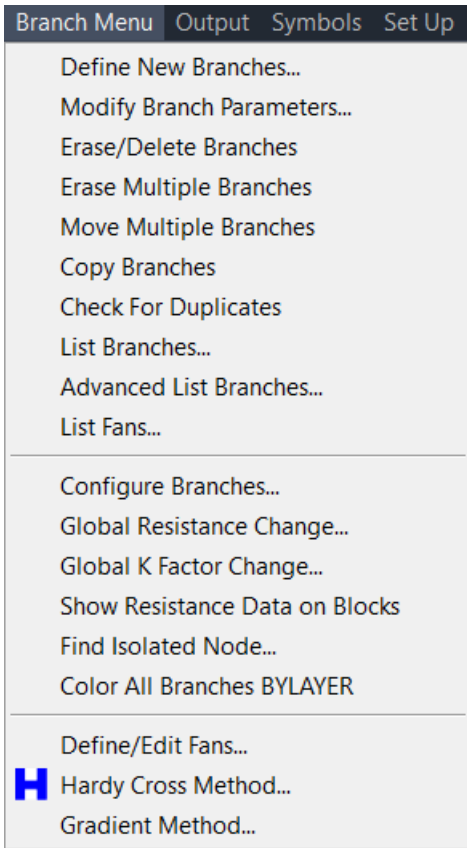 Branch Menu Output Symbols Set Up
Define New Branches...
Modify Branch Parameters...
Erase/Delete Branches
Erase Multiple Branches
Move Multiple Branches
Copy Branches
Check For Duplicates
List Branches...
Advanced List Branches...
List Fans...
Configure Branches...
Global Resistance Change...
Global K Factor Change...
Show Resistance Data on Blocks
Find Isolated Node...
Color All Branches BYLAYER
Define/Edit Fans...
H Hardy Cross Method...
Gradient Method...